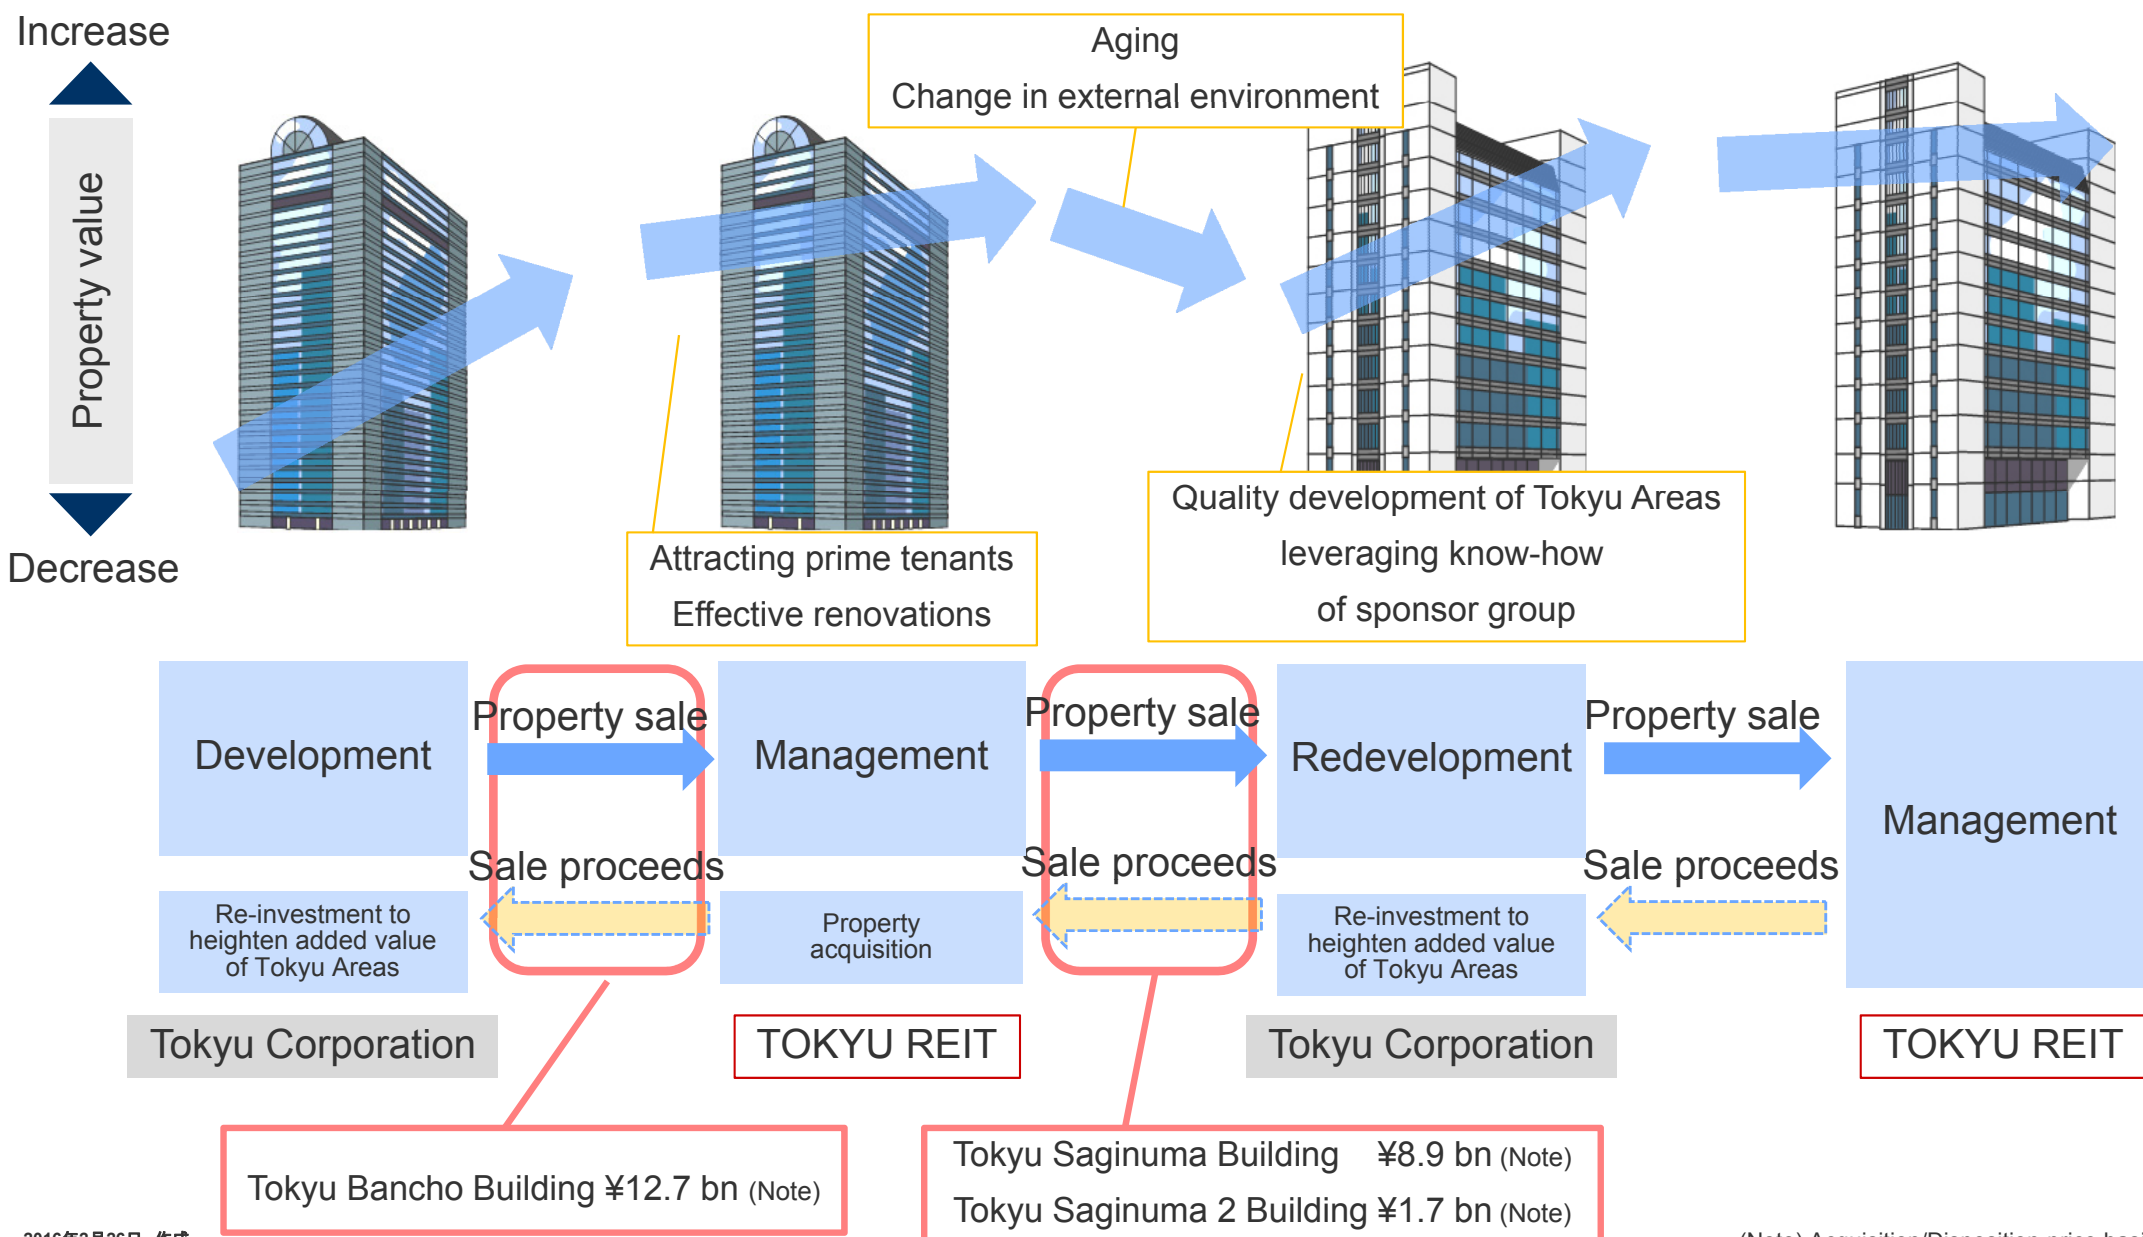 Increase
Property value
Decrease
Aging
Change in external environment
Attracting prime tenants
Effective renovations
Quality development of Tokyu Areas
leveraging know-how
of sponsor group
Development
Property sale
Management
Property sale
Redevelopment
Property sale
Management
Sale proceeds
Sale proceeds
Sale proceeds
Re-investment to
heighten added value
of Tokyu Areas
Property
acquisition
Re-investment to
heighten added value
of Tokyu Areas
Tokyu Corporation
TOKYU REIT
Tokyu Corporation
TOKYU REIT
Tokyu Bancho Building ¥12.7 bn (Note)
Tokyu Saginuma Building ¥8.9 bn (Note)
Tokyu Saginuma 2 Building ¥1.7 bn (Note)
(Note) Acquisition/Disposition price